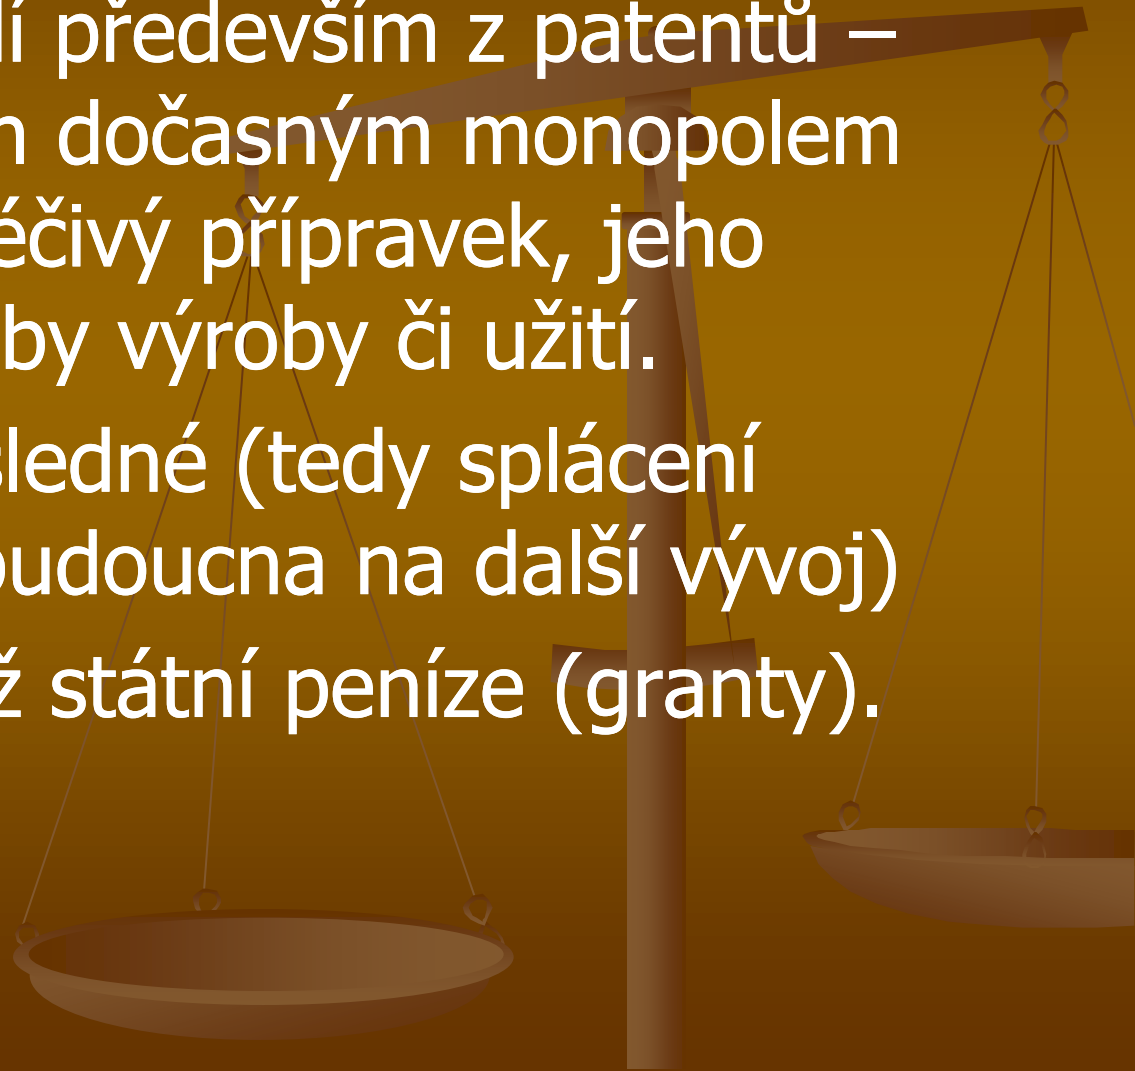 í především z patentů –
dočasným monopolem
éčivý přípravek, jeho
by výroby či užití.
sledné (tedy splácení
budoucna na další vývoj)
ž státní peníze (granty).